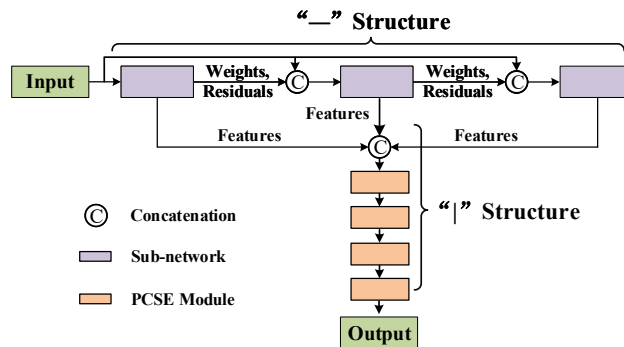 “—” Structure
Input
Weights,
Residuals
C
Weights,
Residuals
C
Features
Features
Features
C
“|” Structure
C
Concatenation
Sub-network
PCSE Module
Output